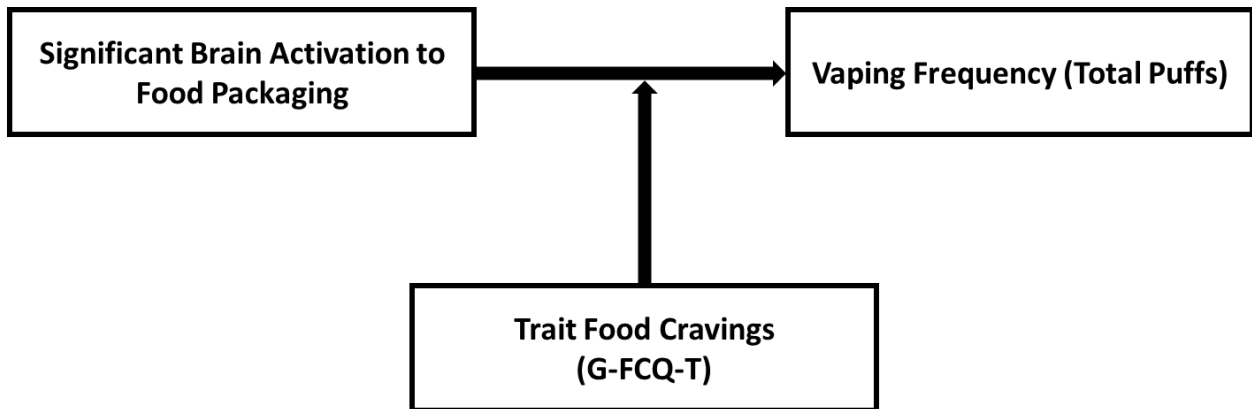 Significant Brain Activation to
Food Packaging
Vaping Frequency (Total Puffs)
Trait Food Cravings
(G-FCQ-T)